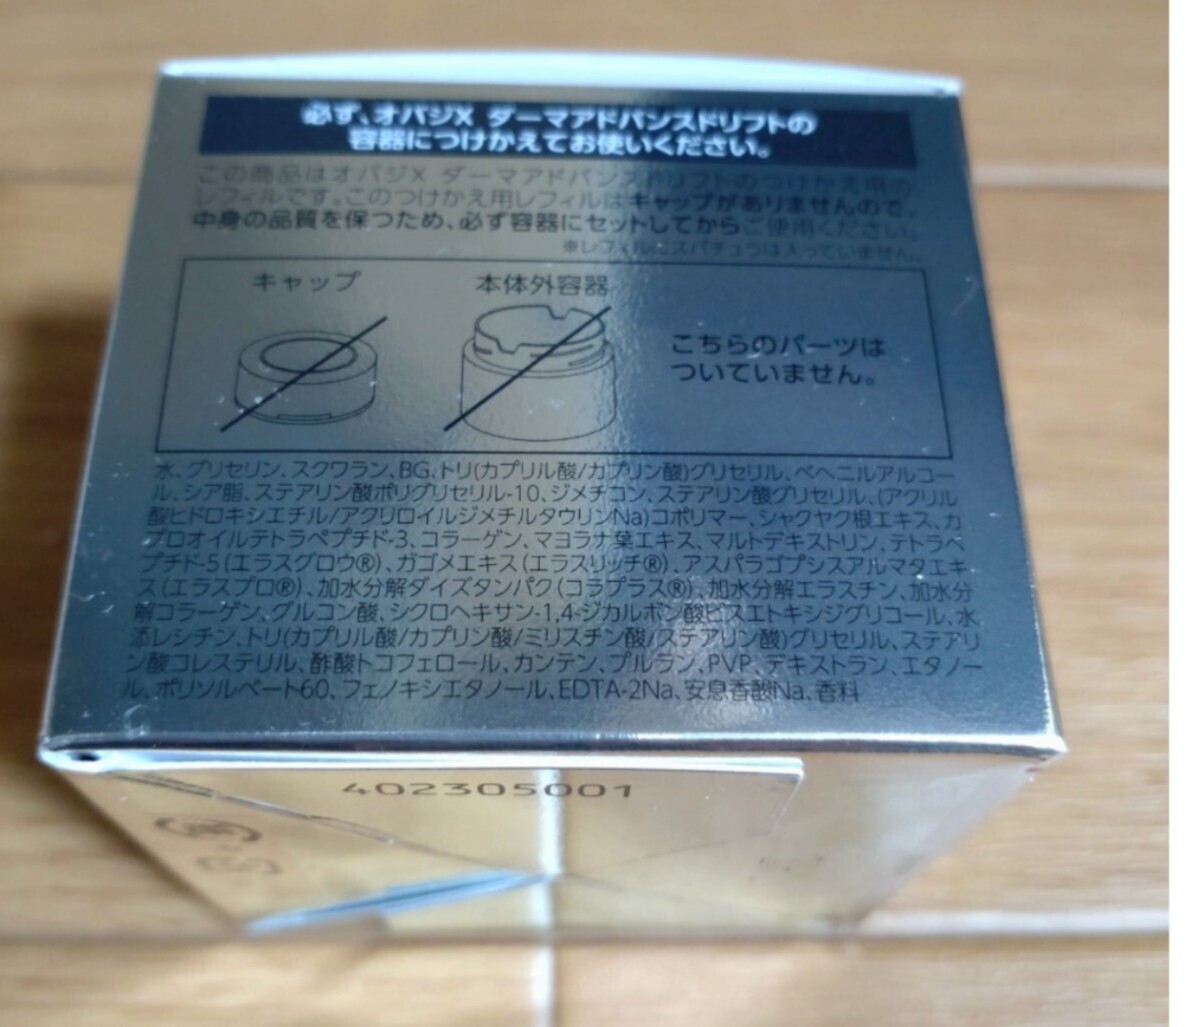 必ず、オバジX ダーマアドバンスドリフトの
容器につけかえてお使いください。
この商品はオバジX ダーマアドバンスドリフトのつけかえ用の
レフィルです。このつけかえ用レフィルはキャップがありませんので、
中身の品質を保つため、必ず容器にセットしてからご使用ください。
※レフィルにスパチュラは入っていません。
キャップ 本体外容器
こちらのパーツは
ついていません。
水、グリセリン、スクワラン、BG、トリ(カプリル酸/カプリン酸)グリセリル、ベヘニルアルコー
ル、シア脂、ステアリン酸ポリグリセリル-10、ジメチコン、ステアリン酸グリセリル、(アクリル
酸ヒドロキシエチル/アクリロイルジメチルタウリンNa)コポリマー、シャクヤク根エキス、カ
プロオイルテトラペプチド-3、コラーゲン、マヨラナ葉エキス、マルトデキストリン、テトラペ
プチド-5(エラスグロウ®)、ガゴメエキス(エラスリッチ®)、アスパラゴプシスアルマタエキ
ス(エラスプロ®)、加水分解ダイズタンパク(コラプラス®)、加水分解エラスチン、加水分
解コラーゲン、グルコン酸、シクロヘキサン-1,4-ジカルボン酸ビスエトキシジグリコール、水
添レシチン、トリ(カプリル酸/カプリン酸/ミリスチン酸/ステアリン酸)グリセリル、ステアリ
ン酸コレステリル、酢酸トコフェロール、カンテン、プルラン、PVP、デキストラン、エタノー
ル、ポリソルベート60、フェノキシエタノール、EDTA-2Na、安息香酸Na、香料
402305001